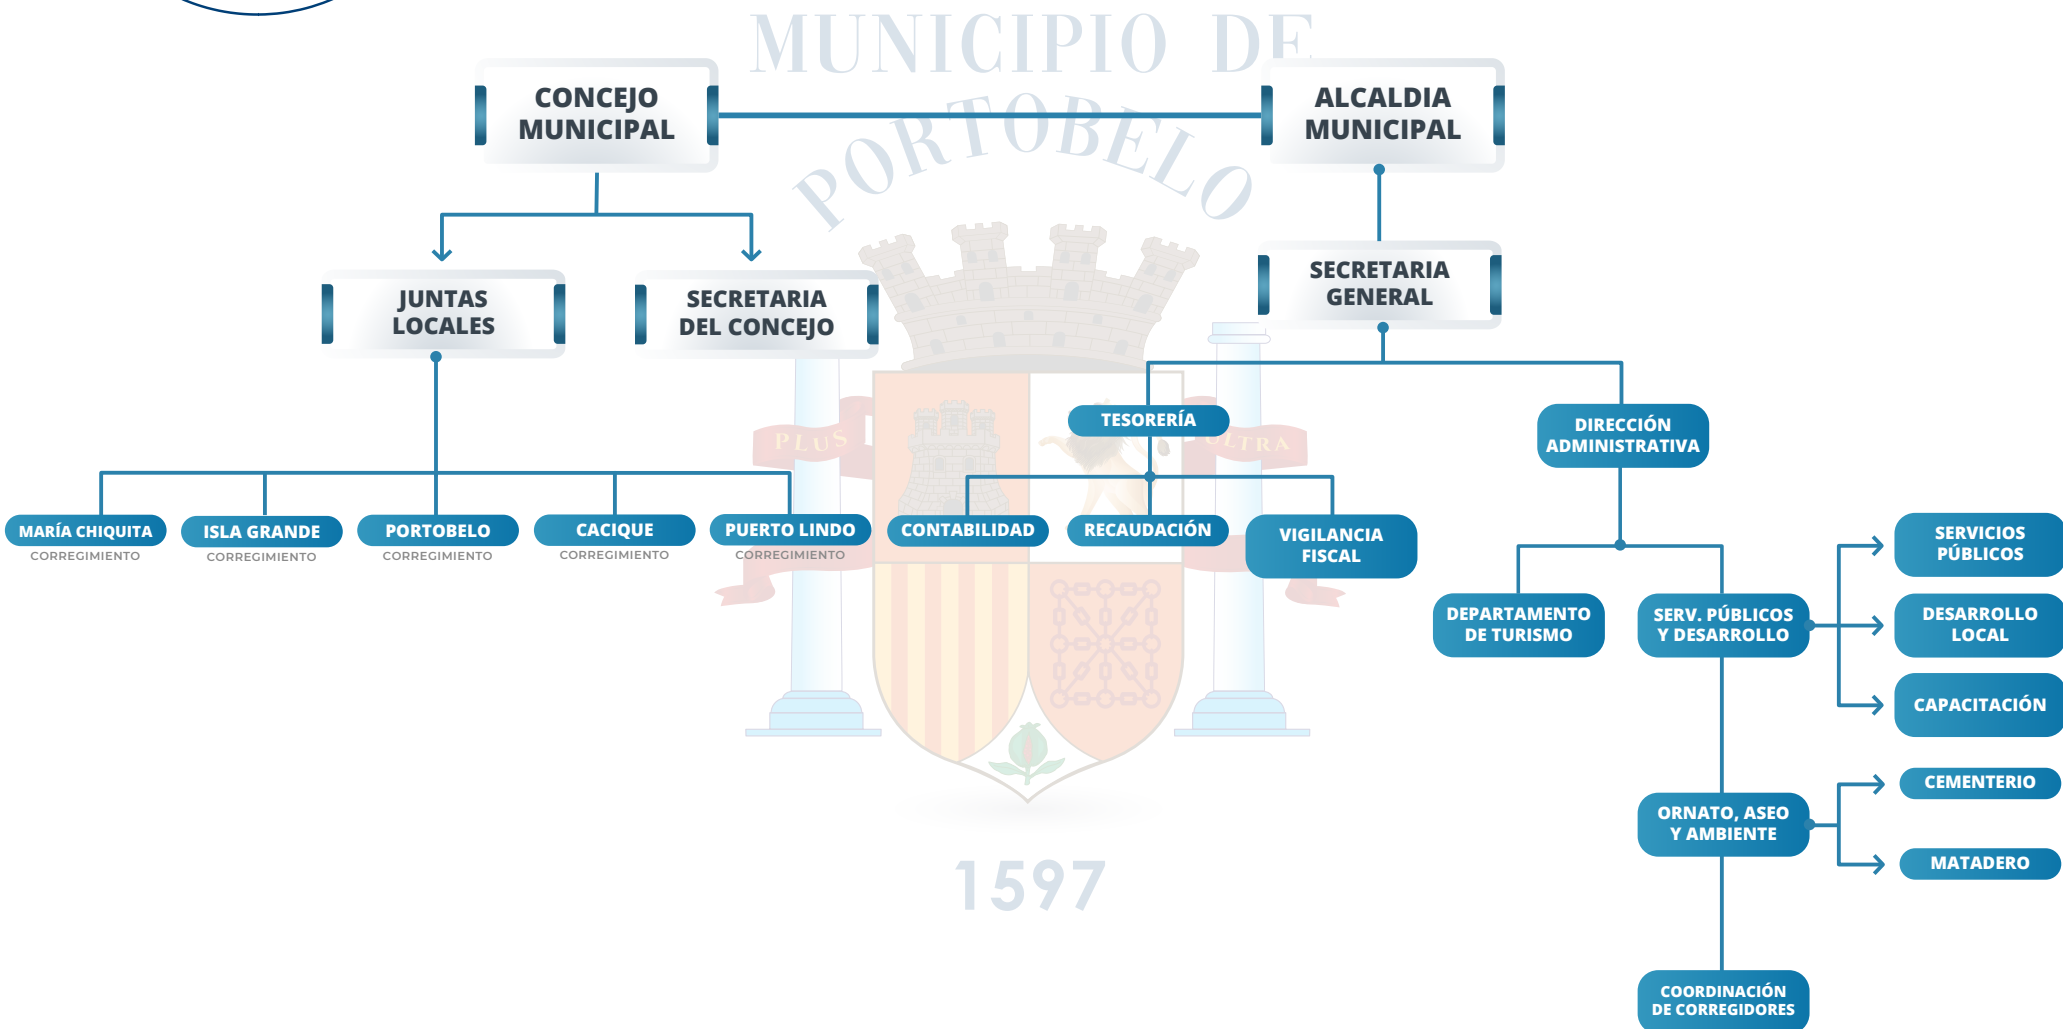 MUNICIPIO DE
PORTOBELO
CONCEJO
MUNICIPAL
ALCALDIA
MUNICIPAL
JUNTAS
LOCALES
SECRETARIA
DEL CONCEJO
SECRETARIA
GENERAL
TESORERÍA
DIRECCIÓN
ADMINISTRATIVA
PLUS
ULTRA
MARÍA CHIQUITA
CORREGIMIENTO
ISLA GRANDE
CORREGIMIENTO
PORTOBELO
CORREGIMIENTO
CACIQUE
CORREGIMIENTO
PUERTO LINDO
CORREGIMIENTO
CONTABILIDAD
RECAUDACIÓN
VIGILANCIA
FISCAL
DEPARTAMENTO
DE TURISMO
SERV. PÚBLICOS
Y DESARROLLO
SERVICIOS
PÚBLICOS
DESARROLLO
LOCAL
CAPACITACIÓN
ORNATO, ASEO
Y AMBIENTE
CEMENTERIO
MATADERO
1597
COORDINACIÓN
DE CORREGIDORES